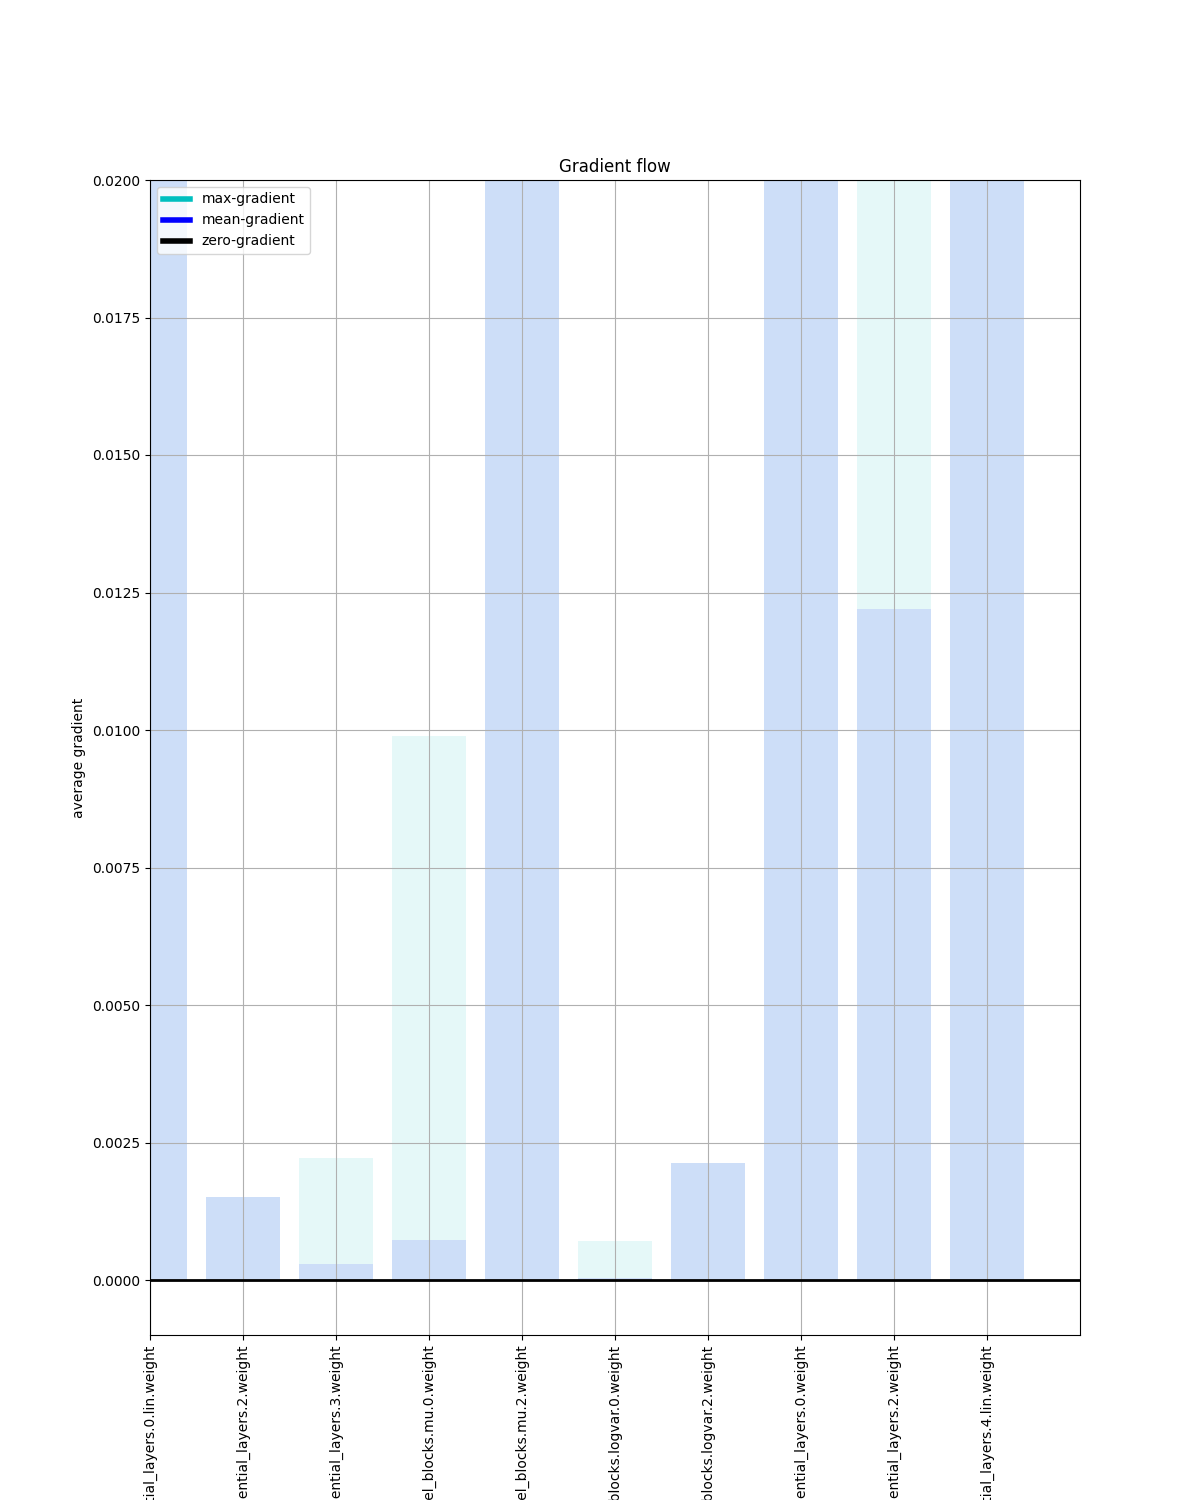 Gradient flow
max-gradient
mean-gradient
zero-gradient
0.0200
0.0175
0.0150
0.0125
0.0100
0.0075
0.0050
0.0025
0.0000
average gradient
tial_layers.0.lin.weight
ential_layers.2.weight
ential_layers.3.weight
el_blocks.mu.0.weight
el_blocks.mu.2.weight
blocks.logvar.0.weight
blocks.logvar.2.weight
ential_layers.0.weight
ential_layers.2.weight
tial_layers.4.lin.weight